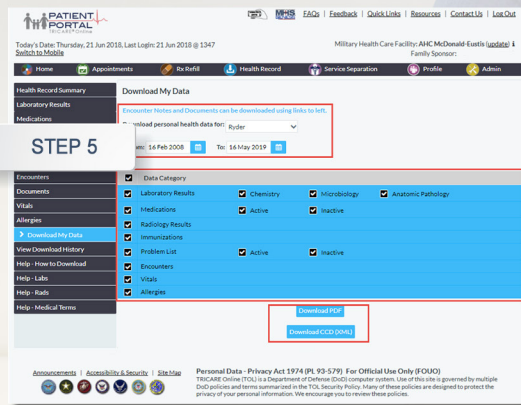 PATIENT
PORTAL
TRICARE Online
MHS
FAQs | Feedback | Quick Links | Resources | Contact Us | Log Out
Today's Date: Thursday, 21 Jun 2018, Last Login: 21 Jun 2018 @ 1347
Switch to Mobile
Military Health Care Facility: AHC McDonald-Eustis (update)
Family Sponsor:
Home
Appointments
Rx Refill
Health Record
Service Separation
Profile
Admin
Health Record Summary
Laboratory Results
Medications
Download My Data
Encounter Notes and Documents can be downloaded using links to left.
Download personal health data for: Ryder
16 Feb 2008 To: 16 May 2019
STEP 5
Encounters
Documents
Vitals
Allergies
Download My Data
View Download History
Help - How to Download
Help - Labs
Help - Rads
Help - Medical Terms
Data Category
Laboratory Results Chemistry Microbiology Anatomic Pathology
Medications Active Inactive
Radiology Results
Immunizations
Problem List Active Inactive
Encounters
Vitals
Allergies
Download PDF
Download CCD (XML)
Announcements | Accessibility & Security | Site Map
Personal Data - Privacy Act 1974 (PL 93-579) For Official Use Only (FOUO)
TRICARE Online (TOL) is a Department of Defense (DoD) computer system. Use of this site is governed by multiple
DoD policies and terms summarized in the TOL Security Policy. Many of these policies are designed to protect the
privacy of your personal information. We encourage you to review these policies.